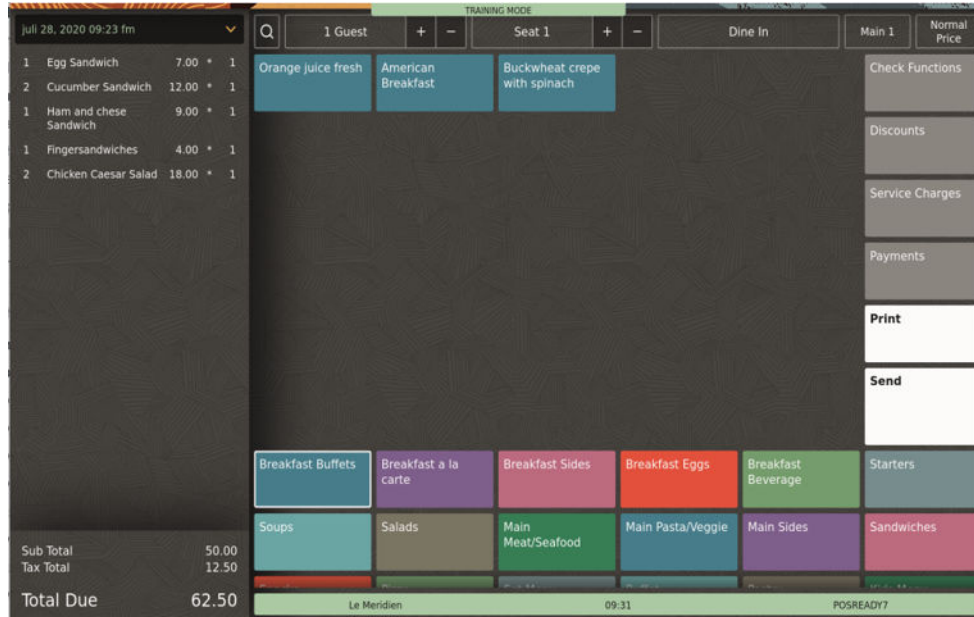 TRAINING MODE
juli 28, 2020 09:23 fm
1 Guest + −
Seat 1 + −
Dine In
Main 1
Normal
Price
1 Egg Sandwich 7.00 * 1
2 Cucumber Sandwich 12.00 * 1
1 Ham and chese 9.00 * 1
Sandwich
1 Fingersandwiches 4.00 * 1
2 Chicken Caesar Salad 18.00 * 1
Sub Total 50.00
Tax Total 12.50
Total Due 62.50
Orange juice fresh
American
Breakfast
Buckwheat crepe
with spinach
Check Functions
Discounts
Service Charges
Payments
Print
Send
Breakfast Buffets
Breakfast a la
carte
Breakfast Sides
Breakfast Eggs
Breakfast
Beverage
Starters
Soups
Salads
Main
Meat/Seafood
Main Pasta/Veggie
Main Sides
Sandwiches
Le Meridien
09:31
POSREADY7